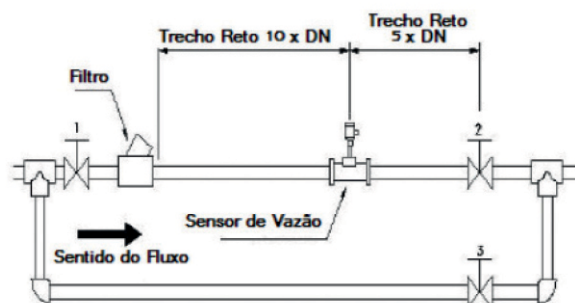 Trecho Reto 10 x DN
Trecho Reto
5 x DN
Filtro
1
2
Sensor de Vazão
Sentido do Fluxo
3